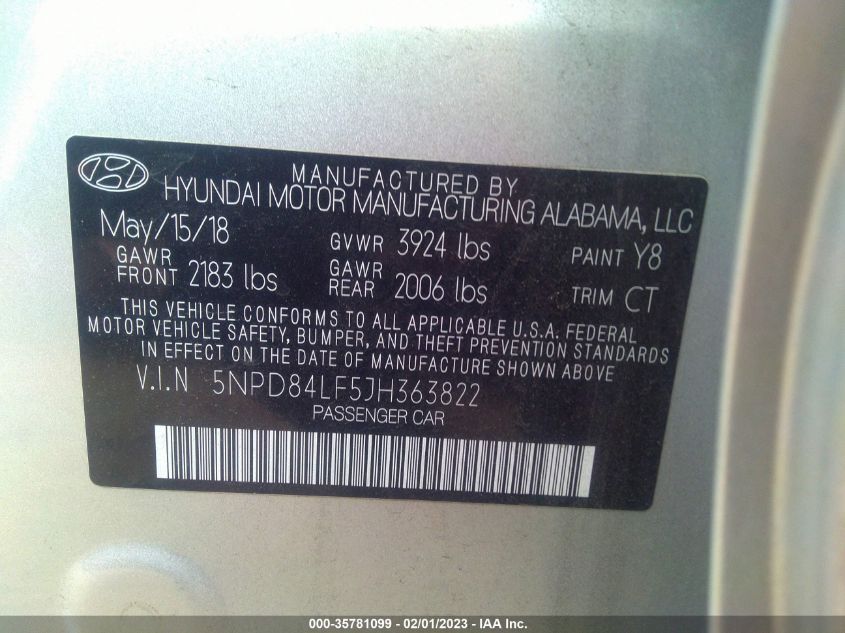 MANUFACTURED BY
HYUNDAI MOTOR MANUFACTURING ALABAMA, LLC
May/15/18 GVWR 3924 lbs PAINT Y8
GAWR FRONT 2183 lbs GAWR REAR 2006 lbs TRIM CT
THIS VEHICLE CONFORMS TO ALL APPLICABLE U.S.A. FEDERAL
MOTOR VEHICLE SAFETY, BUMPER, AND THEFT PREVENTION STANDARDS
IN EFFECT ON THE DATE OF MANUFACTURE SHOWN ABOVE
V.I.N 5NPD84LF5JH363822
PASSENGER CAR
000-35781099 - 02/01/2023 - IAA Inc.